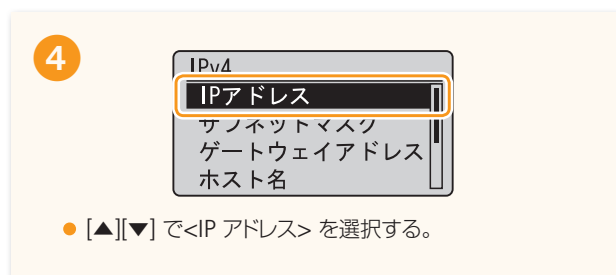 4
IPv4
IPアドレス
サブネットマスク
ゲートウェイアドレス
ホスト名
● [▲][▼] で<IP アドレス> を選択する。